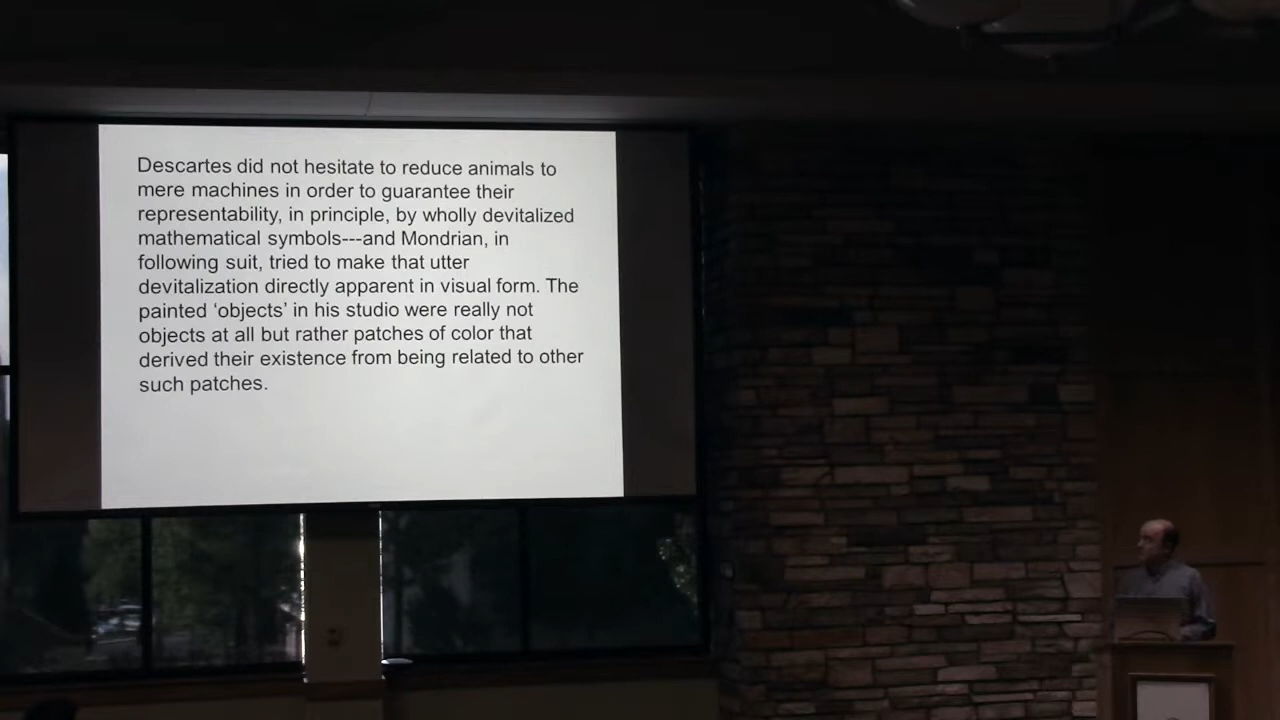 Descartes did not hesitate to reduce animals to
mere machines in order to guarantee their
representability, in principle, by wholly devitalized
mathematical symbols---and Mondrian, in
following suit, tried to make that utter
devitalization directly apparent in visual form. The
painted ‘objects’ in his studio were really not
objects at all but rather patches of color that
derived their existence from being related to other
such patches.